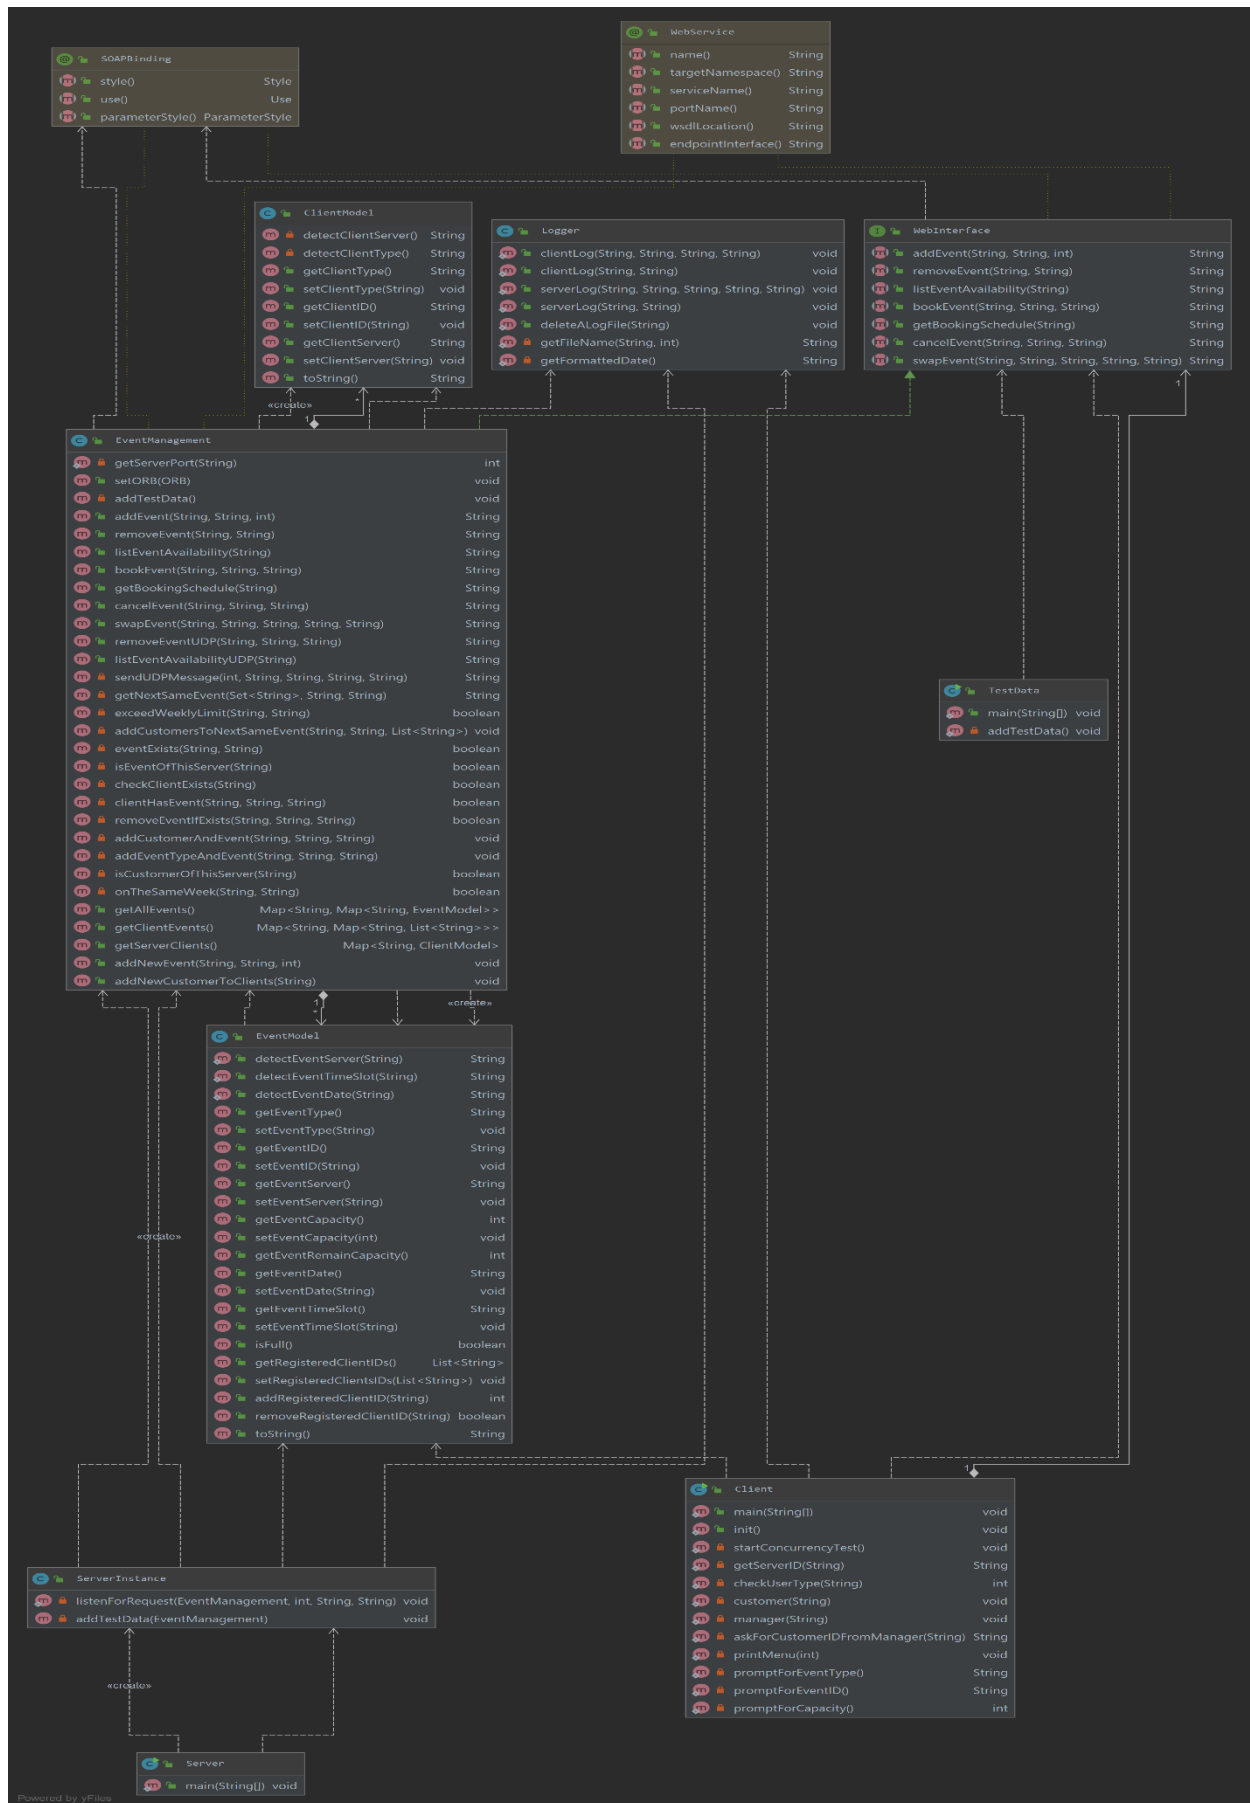 WebService
name() String
targetNamespace() String
serviceName() String
portName() String
wsdlLocation() String
endpointInterface() String
SOAPBinding
style() Style
use() Use
parameterStyle() ParameterStyle
ClientModel
detectClientServer() String
detectClientType() String
getClientType() String
setClientType(String) void
getClientID() String
setClientID(String) void
getClientServer() String
setClientServer(String) void
toString() String
Logger
clientLog(String, String, String, String) void
clientLog(String, String) void
serverLog(String, String, String, String, String) void
serverLog(String, String) void
deleteALogFile(String) void
getFileName(String, int) String
getFormattedDate() String
WebInterface
addEvent(String, String, int) String
removeEvent(String, String) String
listEventAvailability(String) String
bookEvent(String, String, String) String
getBookingSchedule(String) String
cancelEvent(String, String, String) String
swapEvent(String, String, String, String, String) String
«create»
*
1
1
EventManagement
getServerPort(String) int
setORB(ORB) void
addTestData() void
addEvent(String, String, int) String
removeEvent(String, String) String
listEventAvailability(String) String
bookEvent(String, String, String) String
getBookingSchedule(String) String
cancelEvent(String, String, String) String
swapEvent(String, String, String, String, String) String
removeEventUDP(String, String, String) String
listEventAvailabilityUDP(String) String
sendUDPMessage(int, String, String, String, String) String
getNextSameEvent(Set<String>, String, String) String
exceedWeeklyLimit(String, String) boolean
addCustomersToNextSameEvent(String, String, List<String>) void
eventExists(String, String) boolean
isEventOfThisServer(String) boolean
checkClientExists(String) boolean
clientHasEvent(String, String, String) boolean
removeEventIfExists(String, String, String) boolean
addCustomerAndEvent(String, String, String) void
addEventTypeAndEvent(String, String, String) void
isCustomerOfThisServer(String) boolean
onTheSameWeek(String, String) boolean
getAllEvents() Map<String, Map<String, EventModel>>
getClientEvents() Map<String, Map<String, List<String>>>
getServerClients() Map<String, ClientModel>
addNewEvent(String, String, int) void
addNewCustomerToClients(String) void
TestData
main(String[]) void
addTestData() void
1
*
«create»
EventModel
detectEventServer(String) String
detectEventTimeSlot(String) String
detectEventDate(String) String
getEventType() String
setEventType(String) void
getEventID() String
setEventID(String) void
getEventServer() String
setEventServer(String) void
getEventCapacity() int
setEventCapacity(int) void
getEventRemainCapacity() int
getEventDate() String
setEventDate(String) void
getEventTimeSlot() String
setEventTimeSlot(String) void
isFull() boolean
getRegisteredClientIDs() List<String>
setRegisteredClientsIDs(List<String>) void
addRegisteredClientID(String) int
removeRegisteredClientID(String) boolean
toString() String
«create»
1
Client
main(String[]) void
init() void
startConcurrencyTest() void
getServerID(String) String
checkUserType(String) int
customer(String) void
manager(String) void
askForCustomerIDFromManager(String) String
printMenu(int) void
promptForEventType() String
promptForEventID() String
promptForCapacity() int
ServerInstance
listenForRequest(EventManagement, int, String, String) void
addTestData(EventManagement) void
«create»
Server
main(String[]) void
Powered by yFiles